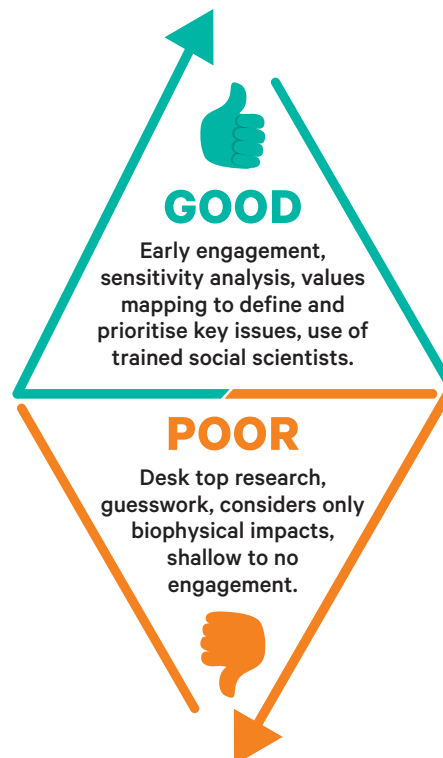 GOOD
Early engagement,
sensitivity analysis, values
mapping to define and
prioritise key issues, use of
trained social scientists.
POOR
Desk top research,
guesswork, considers only
biophysical impacts,
shallow to no
engagement.